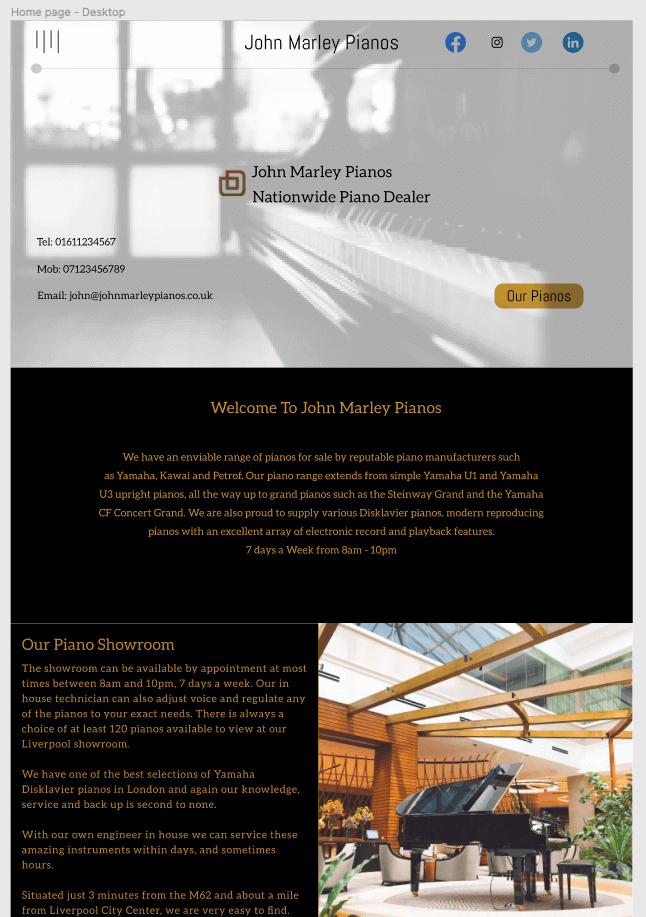 Home page - Desktop
John Marley Pianos
John Marley Pianos
Nationwide Piano Dealer
Tel: 01611234567
Mob: 07123456789
Email: john@johnmarleypianos.co.uk
Our Pianos
Welcome To John Marley Pianos
We have an enviable range of pianos for sale by reputable piano manufacturers such
as Yamaha, Kawai and Petrof. Our piano range extends from simple Yamaha U1 and Yamaha
U3 upright pianos, all the way up to grand pianos such as the Steinway Grand and the Yamaha
CF Concert Grand. We are also proud to supply various Disklavier pianos, modern reproducing
pianos with an excellent array of electronic record and playback features.
7 days a Week from 8am - 10pm
Our Piano Showroom
The showroom can be available by appointment at most
times between 8am and 10pm, 7 days a week. Our in
house technician can also adjust voice and regulate any
of the pianos to your exact needs. There is always a
choice of at least 120 pianos available to view at our
Liverpool showroom.
We have one of the best selections of Yamaha
Disklavier pianos in London and again our knowledge,
service and back up is second to none.
With our own engineer in house we can service these
amazing instruments within days, and sometimes
hours.
Situated just 3 minutes from the M62 and about a mile
from Liverpool City Center, we are very easy to find.